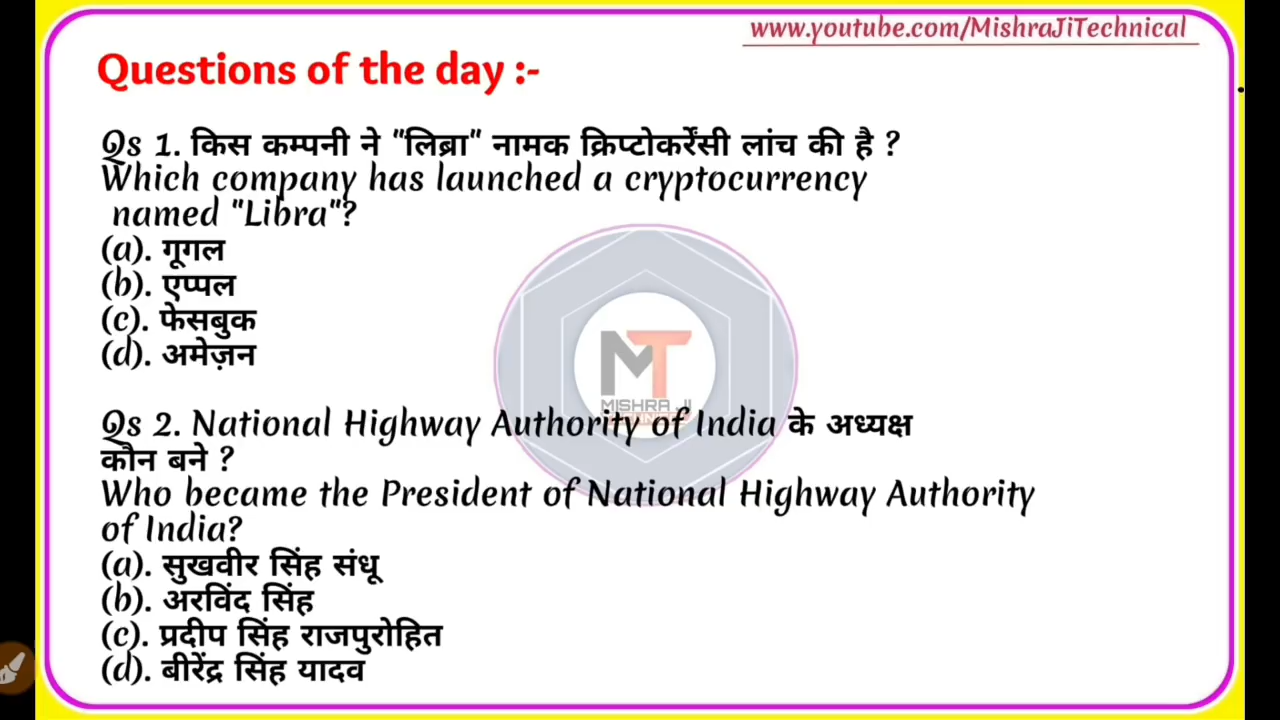 www.youtube.com/MishraJiTechnical
Questions of the day :-
Qs 1. किस कम्पनी ने "लिब्रा" नामक क्रिप्टोकर्रेंसी लांच की है ?
Which company has launched a cryptocurrency
named "Libra"?
(a). गूगल
(b). एप्पल
(c). फेसबुक
(d). अमेज़न
MT
MISHRA JI
Qs 2. National Highway Authority of India के अध्यक्ष
कौन बने ?
Who became the President of National Highway Authority
of India?
(a). सुखवीर सिंह संधू
(b). अरविंद सिंह
(c). प्रदीप सिंह राजपुरोहित
(d). बीरेंद्र सिंह यादव